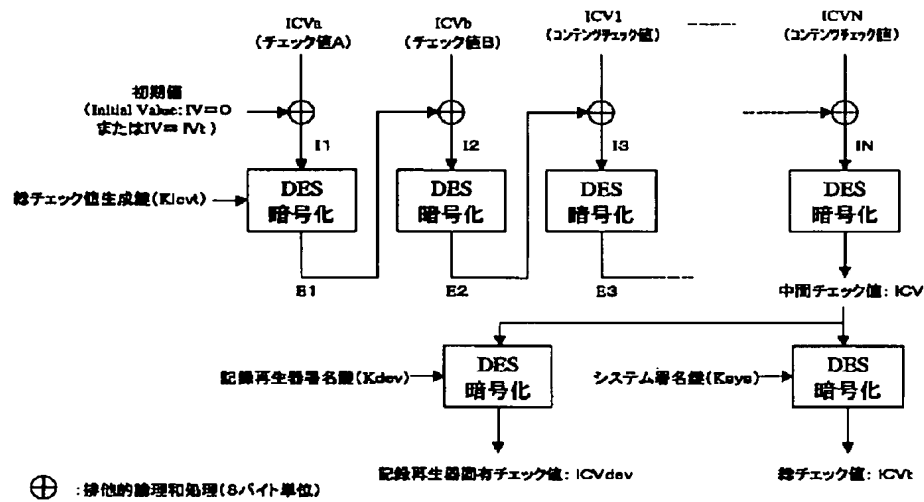 ICVa
(チェック値A)
ICVb
(チェック値B)
ICV1
(コンテンツチェック値)
ICVN
(コンテンツチェック値)
初期値
(Initial Value: IV=0
またはIV=IVt)
I1
I2
I3
IN
総チェック値生成鍵(Kicvt)
DES
暗号化
DES
暗号化
DES
暗号化
DES
暗号化
E1
E2
E3
中間チェック値: ICV
記録再生器署名鍵(Kdev)
DES
暗号化
システム署名鍵(Ksys)
DES
暗号化
記録再生器固有チェック値: ICVdev
総チェック値: ICVt
:排他的論理和処理(8バイト単位)